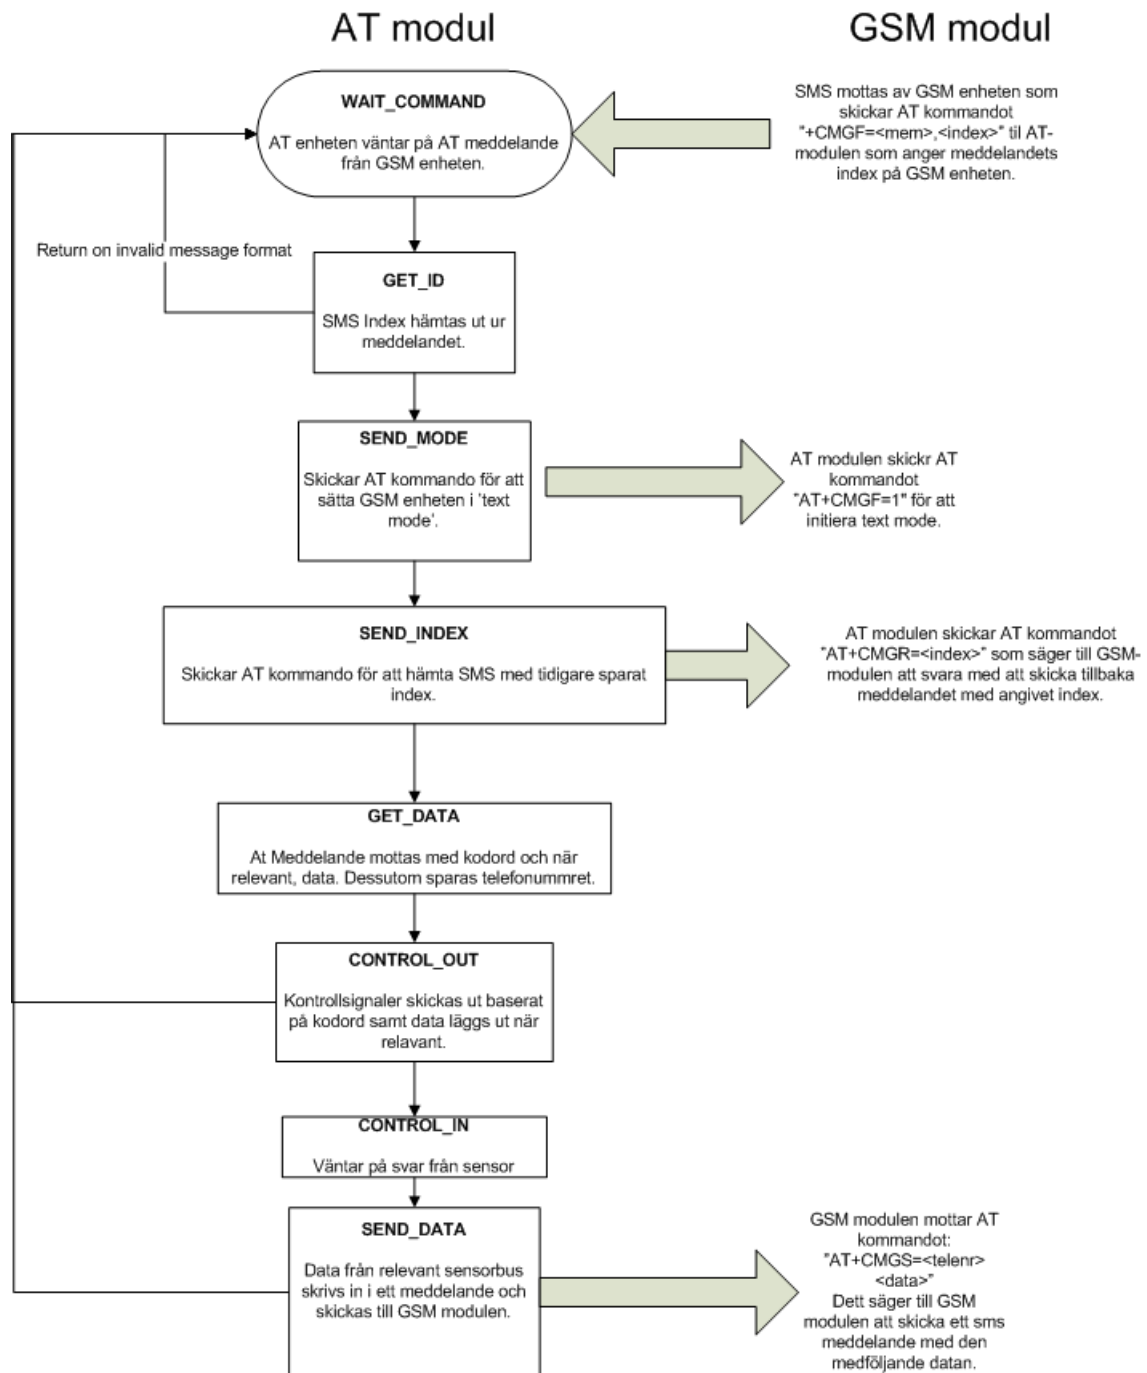 AT modul
GSM modul
WAIT_COMMAND
AT enheten väntar på AT meddelande
från GSM enheten.
SMS mottas av GSM enheten som
skickar AT kommandot
"+CMGF=<mem>,<index>" til AT-
modulen som anger meddelandets
index på GSM enheten.
Return on invalid message format
GET_ID
SMS Index hämtas ut ur
meddelandet.
SEND_MODE
Skickar AT kommando för att
sätta GSM enheten i 'text
mode'.
AT modulen skickr AT
kommandot
"AT+CMGF=1" för att
initiera text mode.
SEND_INDEX
Skickar AT kommando för att hämta SMS med tidigare sparat
index.
AT modulen skickar AT kommandot
"AT+CMGR=<index>" som säger till GSM-
modulen att svara med att skicka tillbaka
meddelandet med angivet index.
GET_DATA
At Meddelande mottas med kodord och när
relevant, data. Dessutom sparas telefonummret.
CONTROL_OUT
Kontrollsignaler skickas ut baserat
på kodord samt data läggs ut när
relavant.
CONTROL_IN
Väntar på svar från sensor
SEND_DATA
Data från relevant sensorbus
skrivs in i ett meddelande och
skickas till GSM modulen.
GSM modulen mottar AT
kommandot:
"AT+CMGS=<telenr>
<data>"
Dett säger till GSM
modulen att skicka ett sms
meddelande med den
medföljande datan.